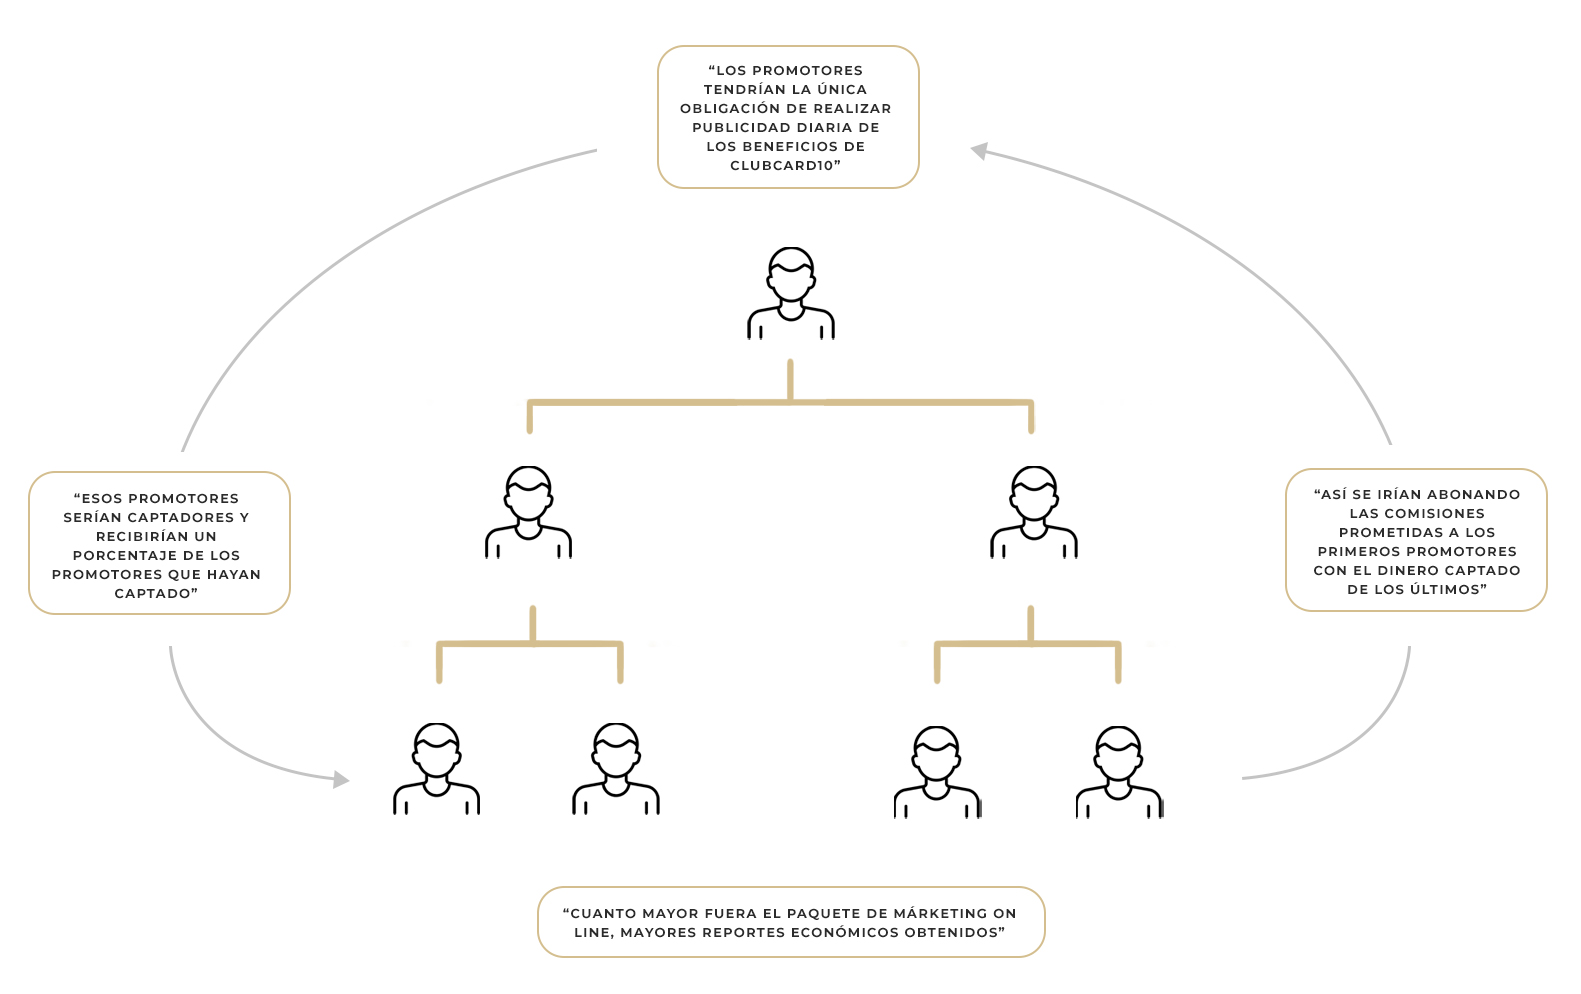 “LOS PROMOTORES
TENDRÍAN LA ÚNICA
OBLIGACIÓN DE REALIZAR
PUBLICIDAD DIARIA DE
LOS BENEFICIOS DE
CLUBCARD10”
“ESOS PROMOTORES
SERÍAN CAPTADORES Y
RECIBIRÍAN UN
PORCENTAJE DE LOS
PROMOTORES QUE HAYAN
CAPTADO”
“ASÍ SE IRÍAN ABONANDO
LAS COMISIONES
PROMETIDAS A LOS
PRIMEROS PROMOTORES
CON EL DINERO CAPTADO
DE LOS ÚLTIMOS”
“CUANTO MAYOR FUERA EL PAQUETE DE MÁRKETING ON
LINE, MAYORES REPORTES ECONÓMICOS OBTENIDOS”